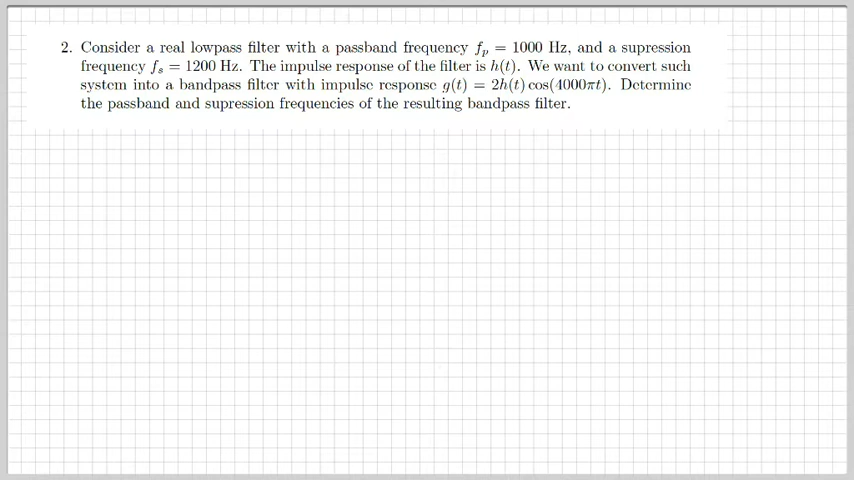 2. Consider a real lowpass filter with a passband frequency fₚ = 1000 Hz, and a supression
frequency fₛ = 1200 Hz. The impulse response of the filter is h(t). We want to convert such
system into a bandpass filter with impulse response g(t) = 2h(t) cos(4000πt). Determine
the passband and supression frequencies of the resulting bandpass filter.